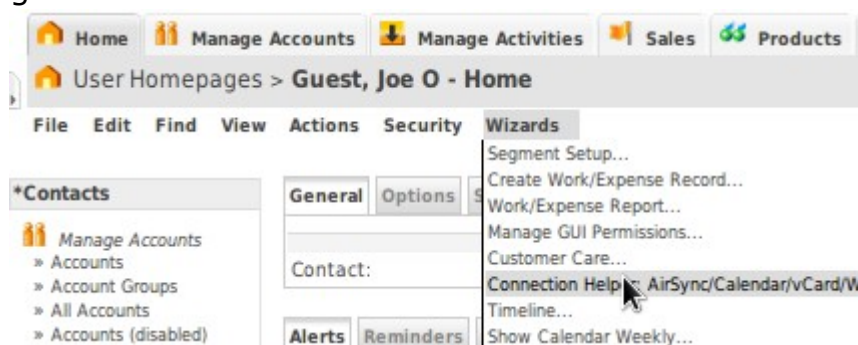 Home Manage Accounts Manage Activities Sales Products
User Homepages > Guest, Joe O - Home
File Edit Find View Actions Security Wizards
Segment Setup...
Create Work/Expense Record...
*Contacts
General Options
Work/Expense Report...
Manage Accounts
Manage GUI Permissions...
» Accounts
Customer Care...
» Account Groups
Contact:
Connection AirSync/Calendar/vCard/W
» All Accounts
Timeline...
» Accounts (disabled)
Alerts Reminders
Show Calendar Weekly...